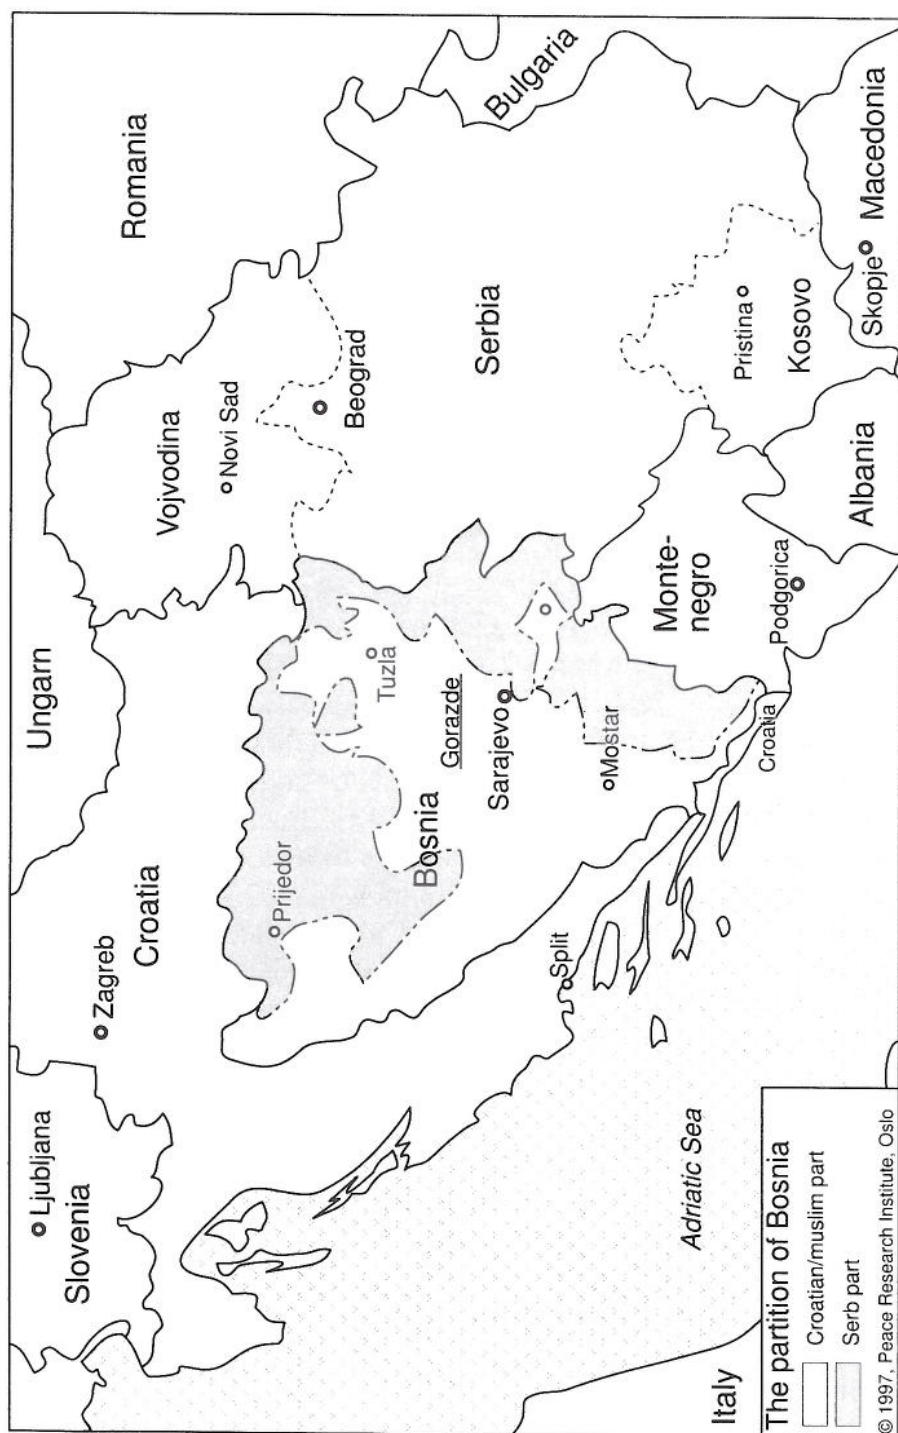 Ljubljana
Slovenia
Zagreb
Croatia
Ungarn
Romania
Vojvodina
Novi Sad
Beograd
Bulgaria
Serbia
Prijedor
Bosnia
Tuzla
Gorazde
Sarajevo
Mostar
Split
Monte-
negro
Podgorica
Croatia
Pristina
Kosovo
Skopje
Macedonia
Albania
Adriatic Sea
Italy
The partition of Bosnia
Croatian/muslim part
Serb part
© 1997, Peace Research Institute, Oslo